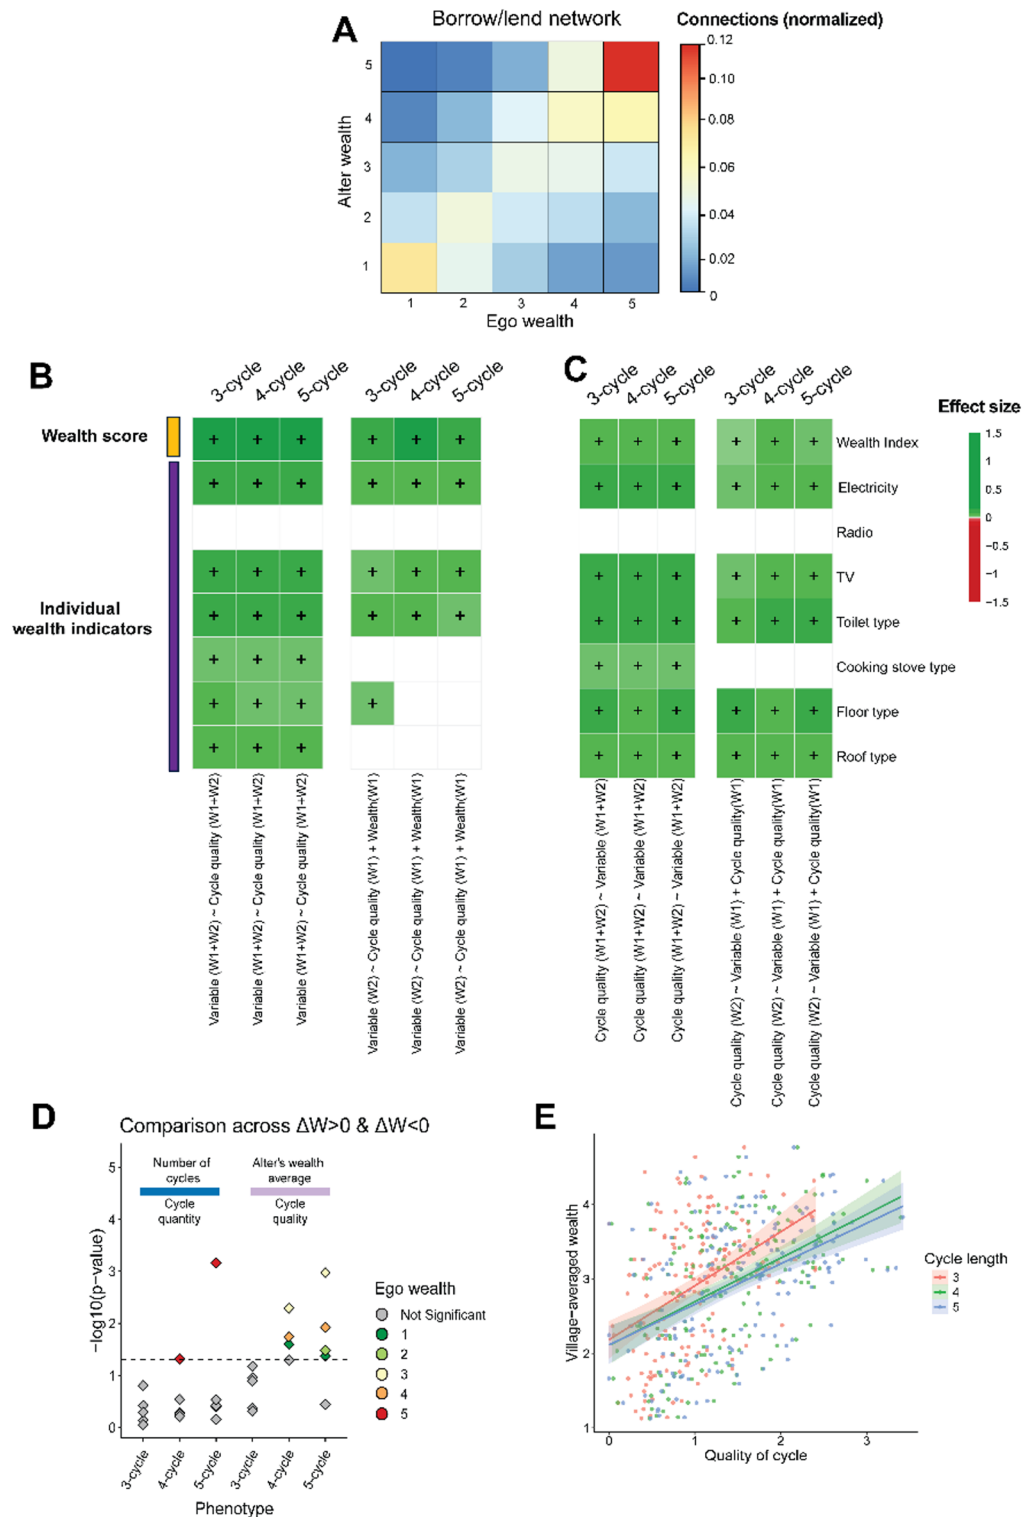 A
Borrow/lend network
Connections (normalized)
Alter wealth
5
4
3
2
1
1 2 3 4 5
Ego wealth
0.12
0.10
0.08
0.06
0.04
0.02
0
B
3-cycle 4-cycle 5-cycle 3-cycle 4-cycle 5-cycle
Wealth score
Individual
wealth indicators
+ + + + + +
+ + + + + +
+ + + + + +
+ + + + + +
+ + +
+ + + +
+ + +
Variable (W1+W2) ~ Cycle quality (W1+W2)
Variable (W1+W2) ~ Cycle quality (W1+W2)
Variable (W1+W2) ~ Cycle quality (W1+W2)
Variable (W2) ~ Cycle quality (W1) + Wealth(W1)
Variable (W2) ~ Cycle quality (W1) + Wealth(W1)
Variable (W2) ~ Cycle quality (W1) + Wealth(W1)
C
3-cycle 4-cycle 5-cycle 3-cycle 4-cycle 5-cycle
+ + + + + + Wealth Index
+ + + + + + Electricity
Radio
+ + + + + + TV
+ + + + + + Toilet type
+ + + Cooking stove type
+ + + + + + Floor type
+ + + + + + Roof type
Cycle quality (W1+W2) ~ Variable (W1+W2)
Cycle quality (W1+W2) ~ Variable (W1+W2)
Cycle quality (W1+W2) ~ Variable (W1+W2)
Cycle quality (W2) ~ Variable (W1) + Cycle quality(W1)
Cycle quality (W2) ~ Variable (W1) + Cycle quality(W1)
Cycle quality (W2) ~ Variable (W1) + Cycle quality(W1)
Effect size
1.5
1
0.5
0
−0.5
−1
−1.5
D
Comparison across ΔW>0 & ΔW<0
Number of
cycles
Cycle
quantity
Alter's wealth
average
Cycle
quality
−log10(p−value)
5
4
3
2
1
0
3-cycle 4-cycle 5-cycle 3-cycle 4-cycle 5-cycle
Phenotype
Ego wealth
Not Significant
1
2
3
4
5
E
Village-averaged wealth
4
3
2
1
0 1 2 3
Quality of cycle
Cycle length
3
4
5